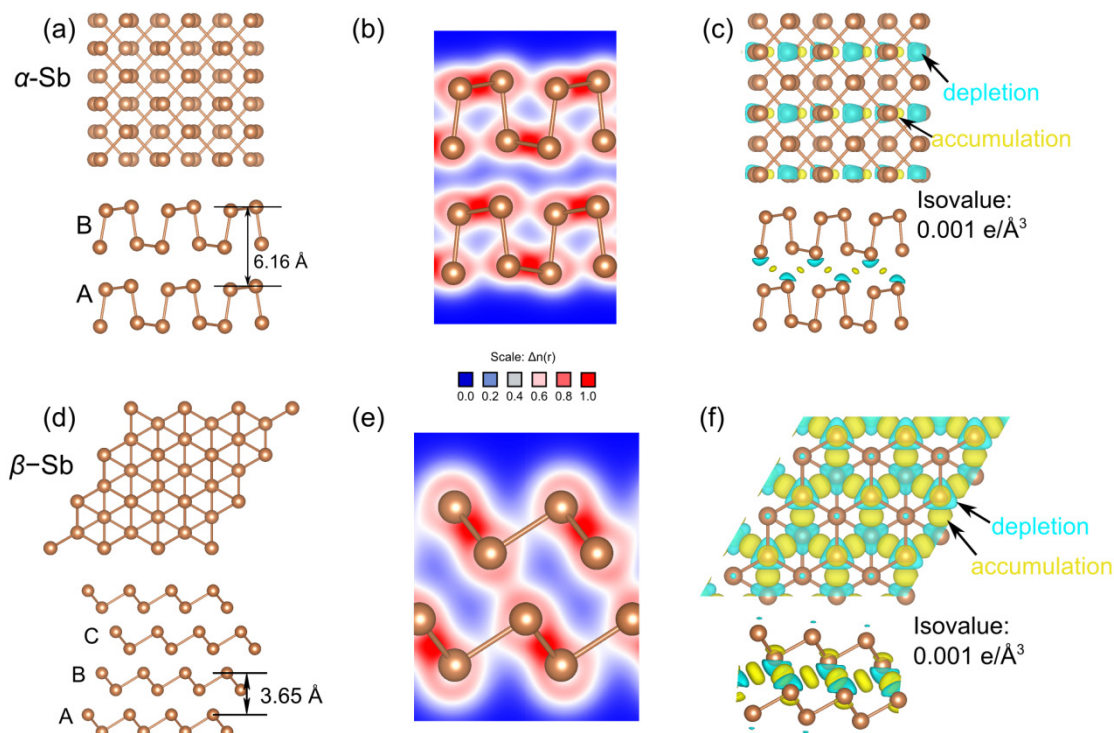 (a)
α-Sb
B
A
6.16 Å
(b)
(c)
depletion
accumulation
Isovalue:
0.001 e/Å³
Scale: Δn(r)
0.0 0.2 0.4 0.6 0.8 1.0
(d)
β−Sb
C
B
A
3.65 Å
(e)
(f)
depletion
accumulation
Isovalue:
0.001 e/Å³